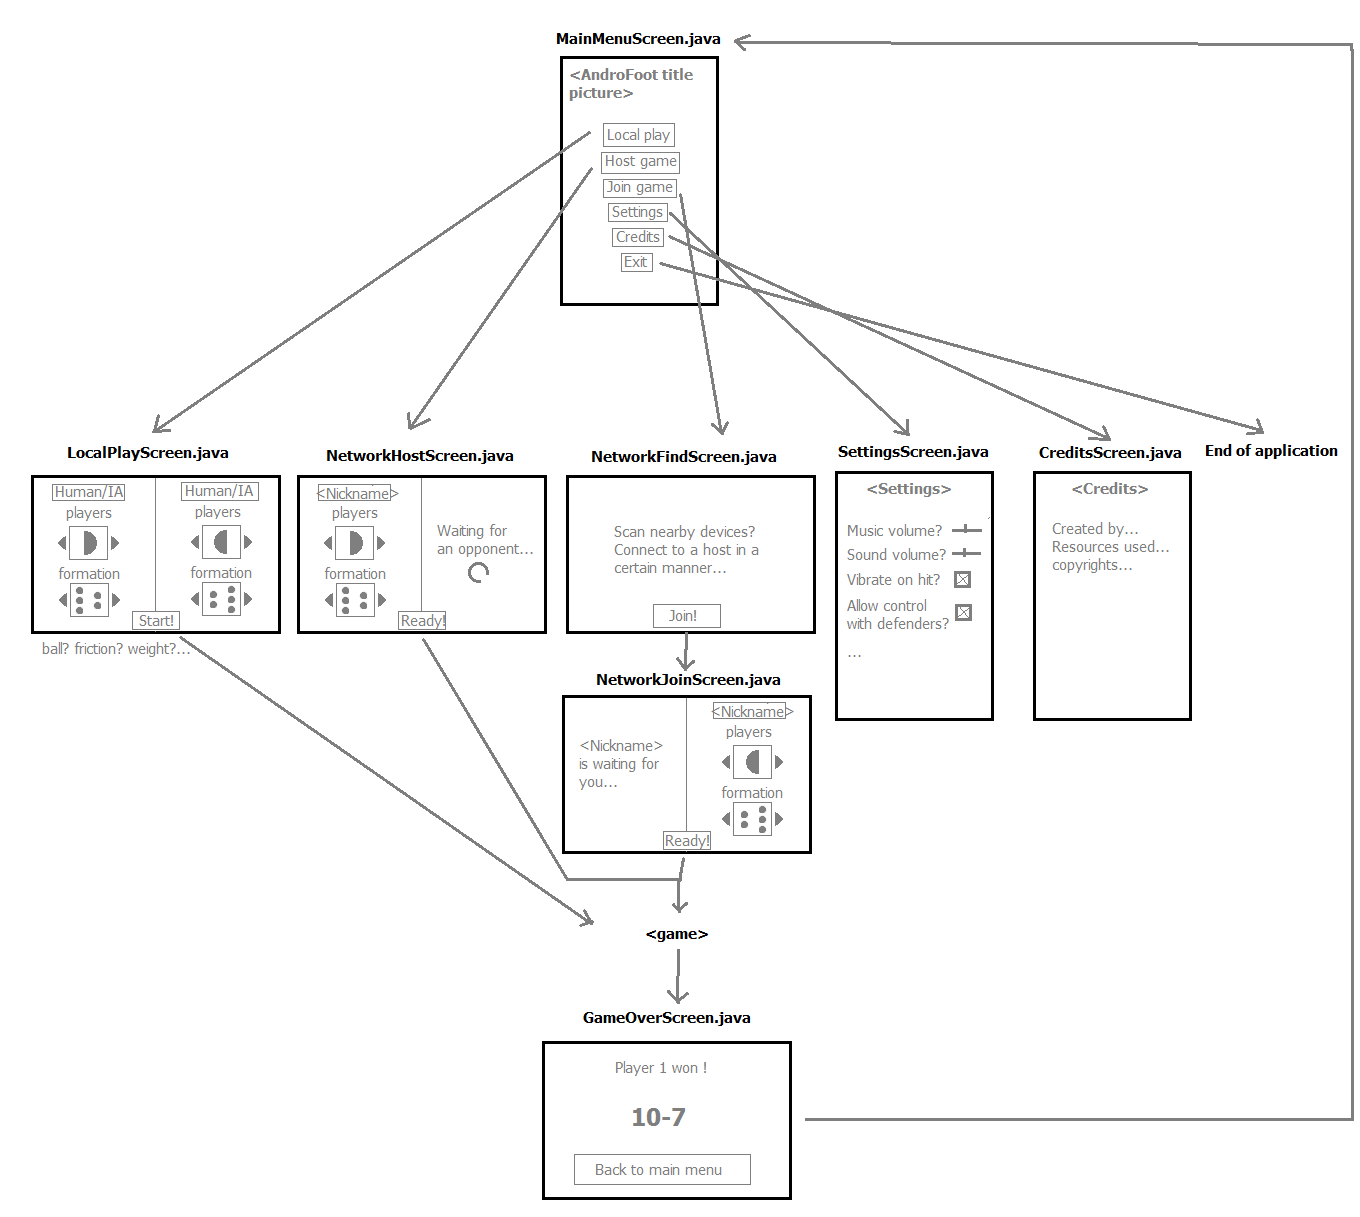 MainMenuScreen.java
<AndroFoot title
picture>
Local play
Host game
Join game
Settings
Credits
Exit
LocalPlayScreen.java
Human/IA
players
formation
Human/IA
players
formation
Start!
ball? friction? weight?...
NetworkHostScreen.java
<Nickname>
players
formation
Waiting for
an opponent...
Ready!
NetworkFindScreen.java
Scan nearby devices?
Connect to a host in a
certain manner...
Join!
NetworkJoinScreen.java
<Nickname>
is waiting for
you...
<Nickname>
players
formation
Ready!
SettingsScreen.java
<Settings>
Music volume?
Sound volume?
Vibrate on hit?
Allow control
with defenders?
...
CreditsScreen.java
<Credits>
Created by...
Resources used...
copyrights...
End of application
<game>
GameOverScreen.java
Player 1 won !
10-7
Back to main menu